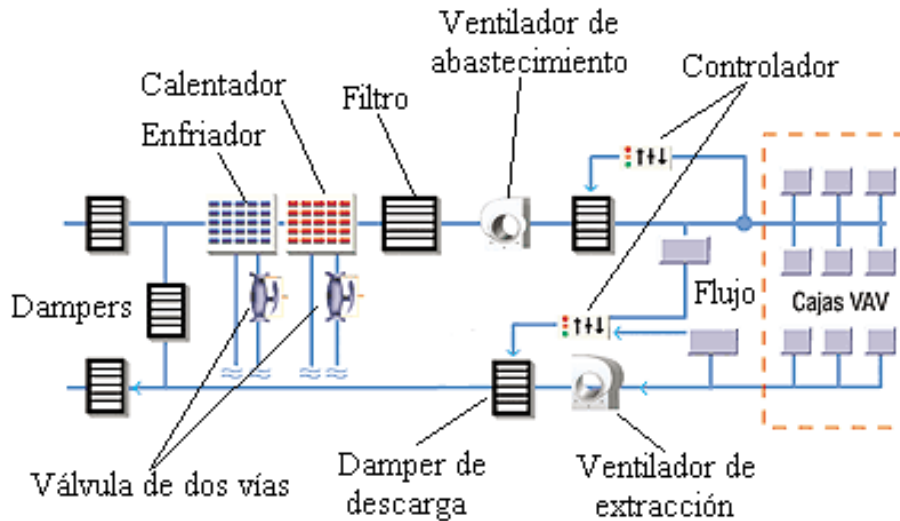 Ventilador de
abastecimiento
Controlador
Calentador
Filtro
Enfriador
Dampers
Flujo
Cajas VAV
Válvula de dos vías
Damper de
descarga
Ventilador de
extracción